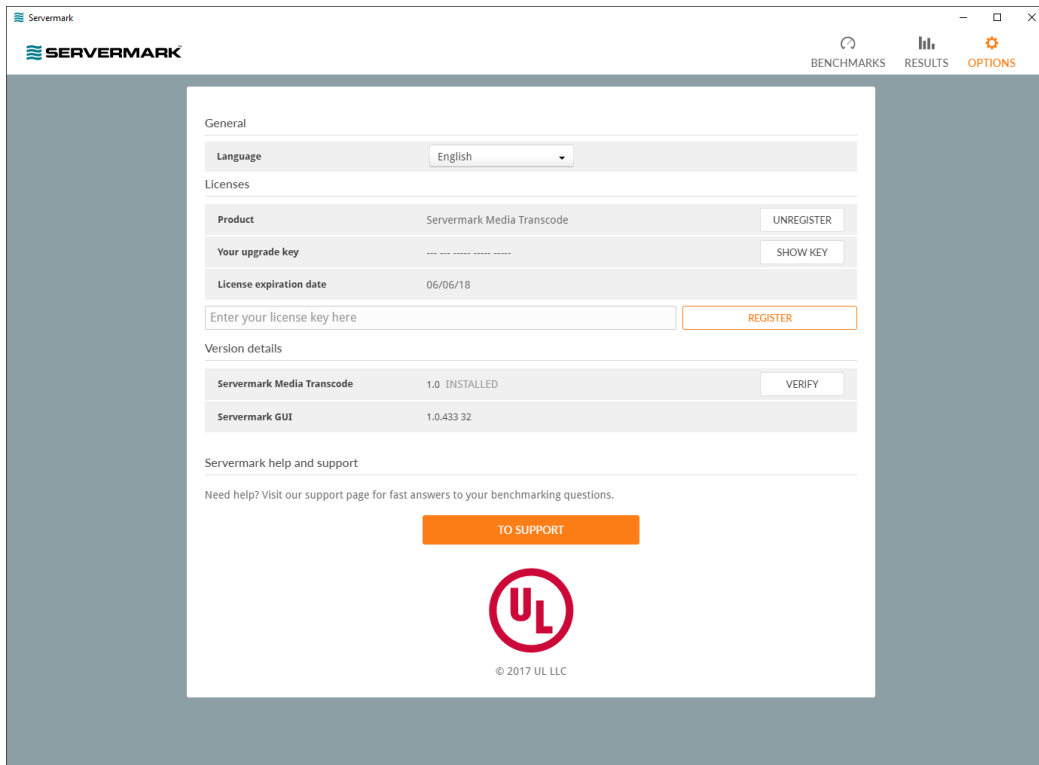 Servermark
SERVERMARK
BENCHMARKS RESULTS OPTIONS
General
Language English
Licenses
Product Servermark Media Transcode UNREGISTER
Your upgrade key --- --- ----- ----- ----- SHOW KEY
License expiration date 06/06/18
Enter your license key here REGISTER
Version details
Servermark Media Transcode 1.0 INSTALLED VERIFY
Servermark GUI 1.0.433 32
Servermark help and support
Need help? Visit our support page for fast answers to your benchmarking questions.
TO SUPPORT
UL
© 2017 UL LLC